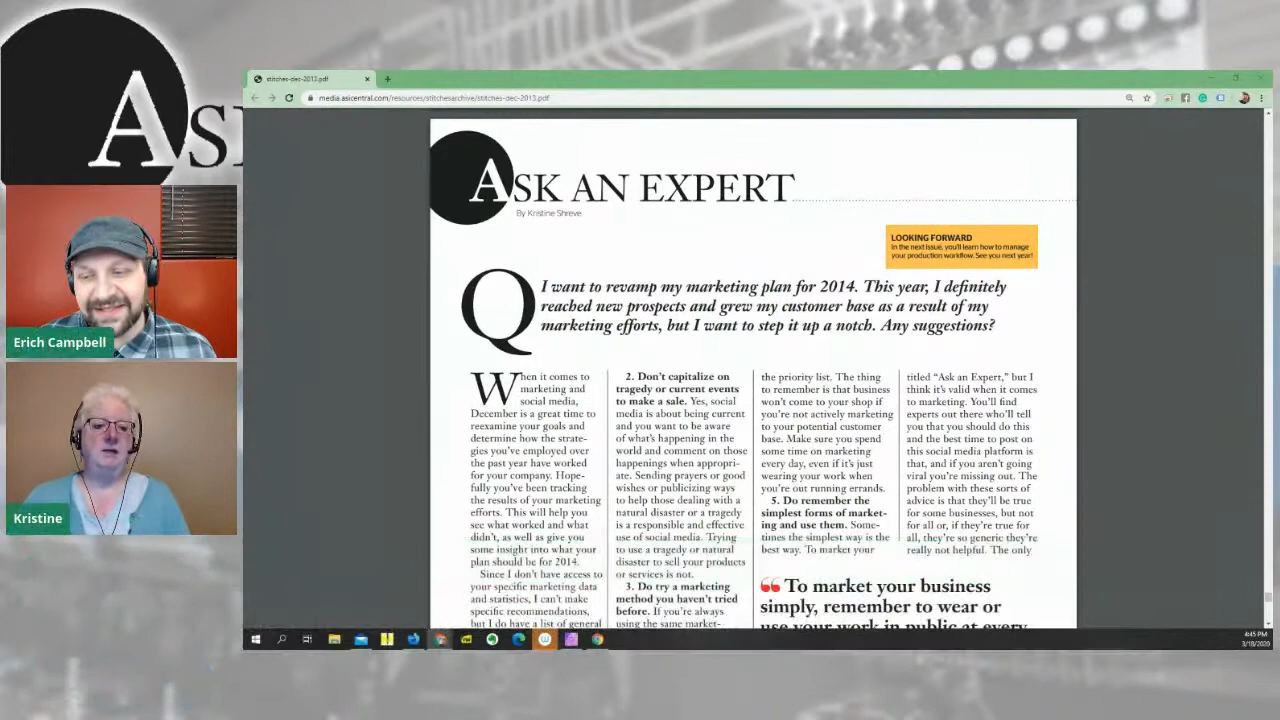 As
stitches-dec-2013.pdf
media.asicentral.com/resources/stitchesarchive/stitches-dec-2013.pdf
ASK AN EXPERT
By Kristine Shreve
LOOKING FORWARD
In the next issue, you'll learn how to manage
your production workflow. See you next year!
Q
I want to revamp my marketing plan for 2014. This year, I definitely
reached new prospects and grew my customer base as a result of my
marketing efforts, but I want to step it up a notch. Any suggestions?
When it comes to
marketing and
social media,
December is a great time to
reexamine your goals and
determine how the strate-
gies you've employed over
the past year have worked
for your company. Hope-
fully you've been tracking
the results of your marketing
efforts. This will help you
see what worked and what
didn't, as well as give you
some insight into what your
plan should be for 2014.
Since I don't have access to
your specific marketing data
and statistics, I can't make
specific recommendations,
but I do have a list of general
2. Don't capitalize on
tragedy or current events
to make a sale. Yes, social
media is about being current
and you want to be aware
of what's happening in the
world and comment on those
happenings when appropri-
ate. Sending prayers or good
wishes or publicizing ways
to help those dealing with a
natural disaster or a tragedy
is a responsible and effective
use of social media. Trying
to use a tragedy or natural
disaster to sell your products
or services is not.
3. Do try a marketing
method you haven't tried
before. If you're always
using the same market-
the priority list. The thing
to remember is that business
won't come to your shop if
you're not actively marketing
to your potential customer
base. Make sure you spend
some time on marketing
every day, even if it's just
wearing your work when
you're out running errands.
5. Do remember the
simplest forms of market-
ing and use them. Some-
times the simplest way is the
best way. To market your
titled "Ask an Expert," but I
think it's valid when it comes
to marketing. You'll find
experts out there who'll tell
you that you should do this
and the best time to post on
this social media platform is
that, and if you aren't going
viral you're missing out. The
problem with these sorts of
advice is that they'll be true
for some businesses, but not
for all or, if they're true for
all, they're so generic they're
really not helpful. The only
“ To market your business
simply, remember to wear or
use your work in public at every
Erich Campbell
Kristine
4:45 PM
3/18/2020